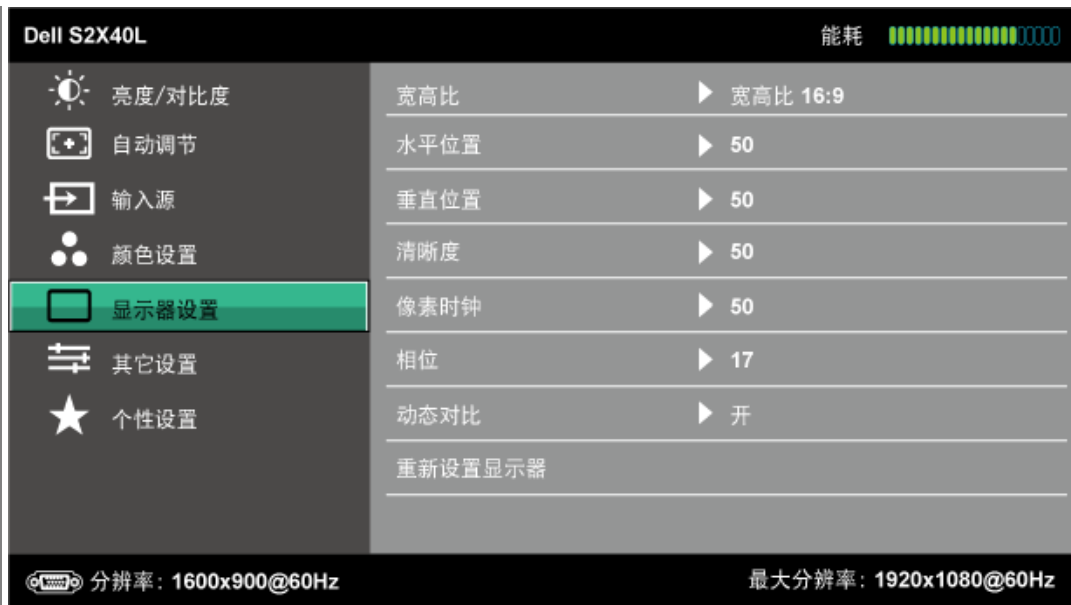 Dell S2X40L 能耗
亮度/对比度 宽高比 宽高比 16:9
自动调节 水平位置 50
输入源 垂直位置 50
颜色设置 清晰度 50
显示器设置 像素时钟 50
其它设置 相位 17
个性设置 动态对比 开
重新设置显示器
分辨率: 1600x900@60Hz 最大分辨率: 1920x1080@60Hz